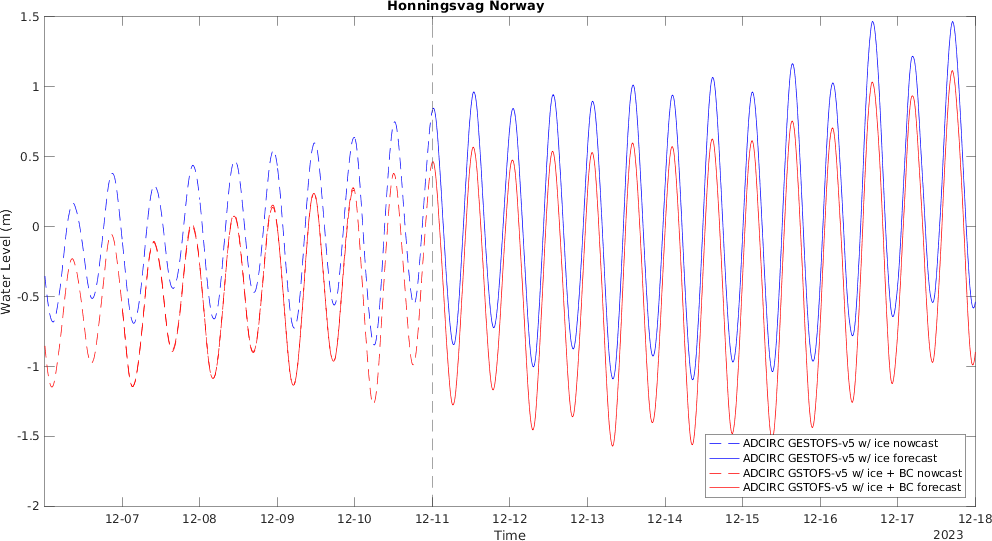 Honningsvag Norway
1.5
1
0.5
0
-0.5
-1
-1.5
-2
Water Level (m)
ADCIRC GESTOFS-v5 w/ ice nowcast
ADCIRC GESTOFS-v5 w/ ice forecast
ADCIRC GSTOFS-v5 w/ ice + BC nowcast
ADCIRC GSTOFS-v5 w/ ice + BC forecast
12-07 12-08 12-09 12-10 12-11 12-12 12-13 12-14 12-15 12-16 12-17 12-18
Time
2023